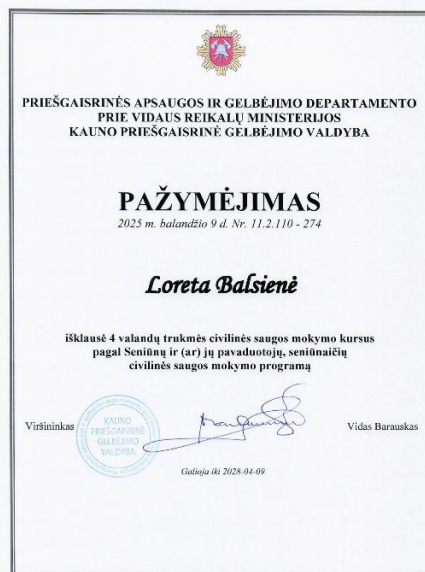 PRIEŠGAISRINĖS APSAUGOS IR GELBĖJIMO DEPARTAMENTO
PRIE VIDAUS REIKALŲ MINISTERIJOS
KAUNO PRIEŠGAISRINĖ GELBĖJIMO VALDYBA
PAŽYMĖJIMAS
2025 m. balandžio 9 d. Nr. 11.2.110 - 274
Loreta Balsienė
išklausė 4 valandų trukmės civilinės saugos mokymo kursus
pagal Seniūnų ir (ar) jų pavaduotojų, seniūnaičių
civilinės saugos mokymo programą
Viršininkas
KAUNO
PRIEŠGAISRINĖ
GELBĖJIMO
VALDYBA
Vidas Barauskas
Galioja iki 2028-04-09